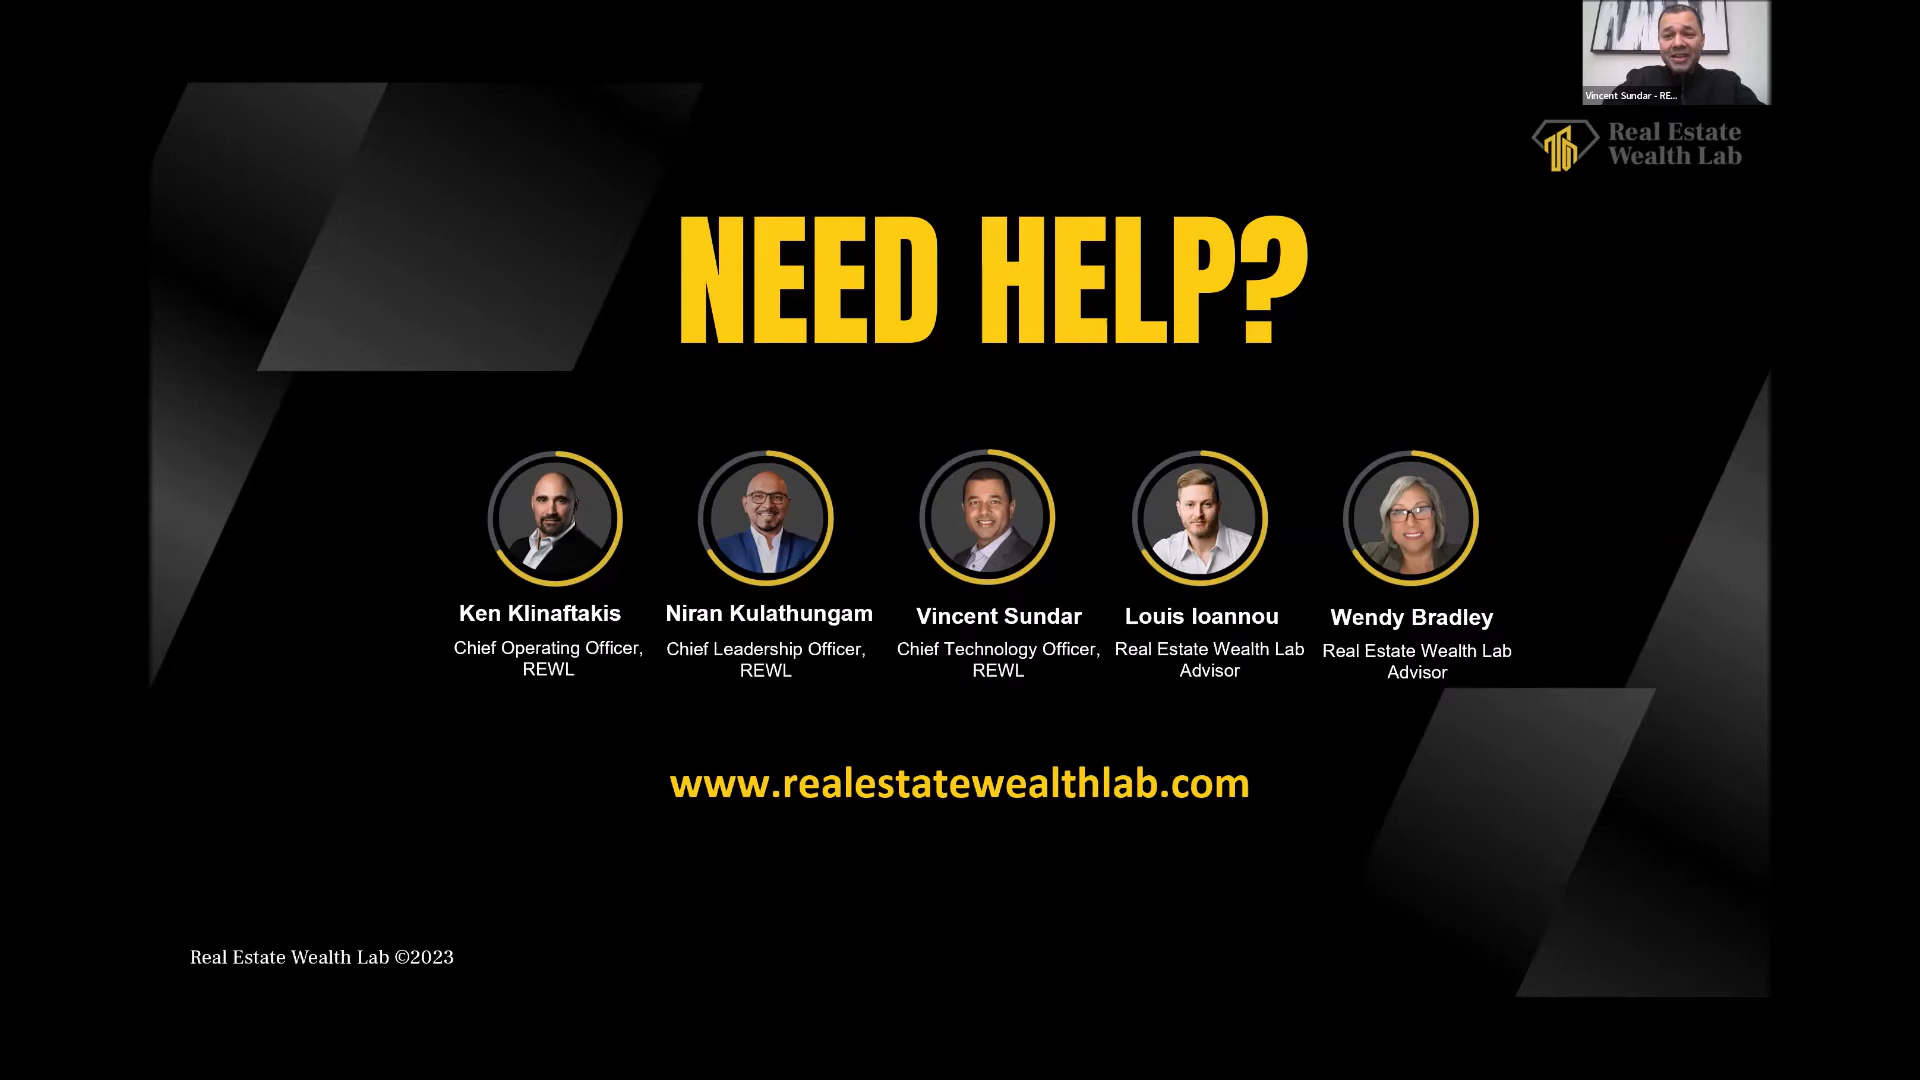 Vincent Sundar - RE...
Real Estate
Wealth Lab
NEED HELP?
Ken Klinaftakis
Chief Operating Officer,
REWL
Niran Kulathungam
Chief Leadership Officer,
REWL
Vincent Sundar
Chief Technology Officer,
REWL
Louis Ioannou
Real Estate Wealth Lab
Advisor
Wendy Bradley
Real Estate Wealth Lab
Advisor
www.realestatewealthlab.com
Real Estate Wealth Lab ©2023